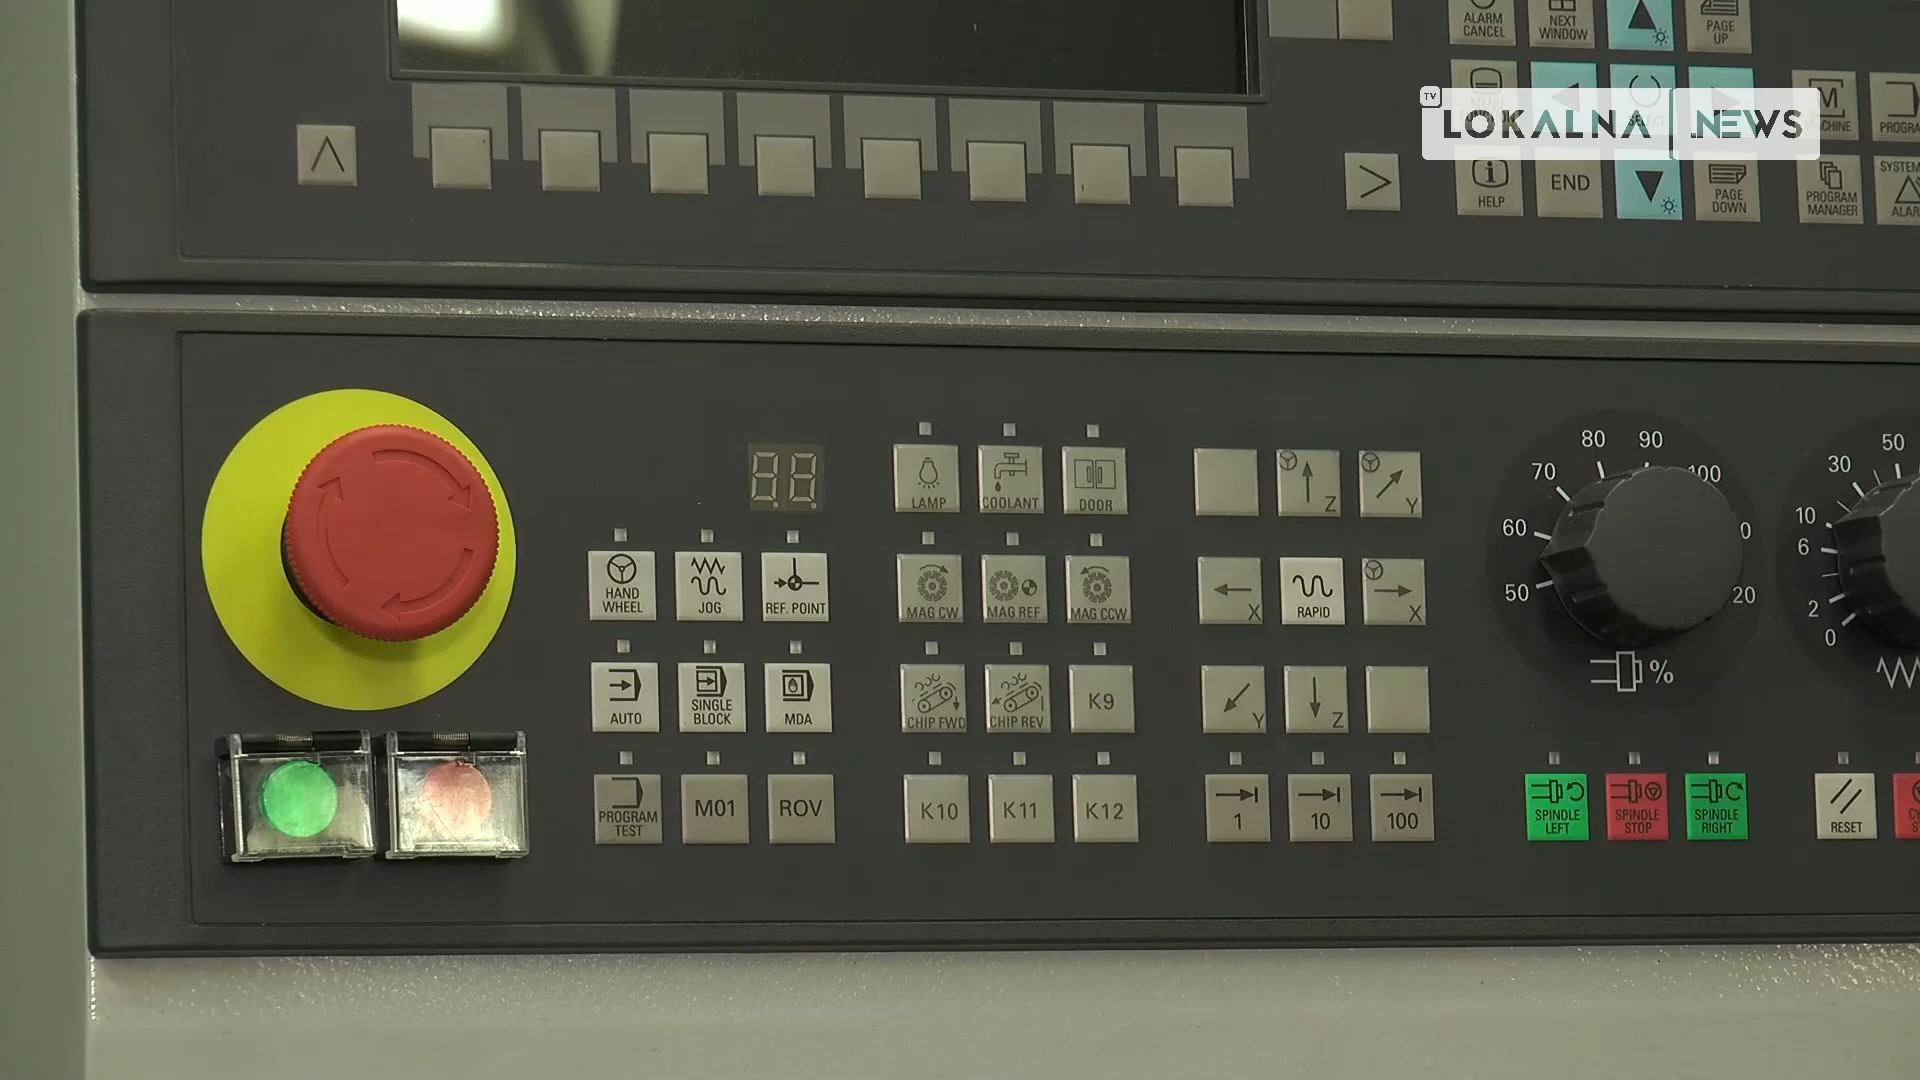 ALARM CANCEL
NEXT WINDOW
PAGE UP
TV
LOKALNA NEWS
HELP
END
PAGE DOWN
PROGRAM MANAGER
80 90
70 100
60
50
%
50
30
10
6
2
0
LAMP COOLANT DOOR
Z Y
HAND WHEEL
JOG
REF. POINT
MAG CW MAG REF MAG CCW
X RAPID X
AUTO
SINGLE BLOCK
MDA
CHIP FWD CHIP REV K9
Y Z
PROGRAM TEST
M01
ROV
K10 K11 K12
1 10 100
SPINDLE LEFT
SPINDLE STOP
SPINDLE RIGHT
RESET